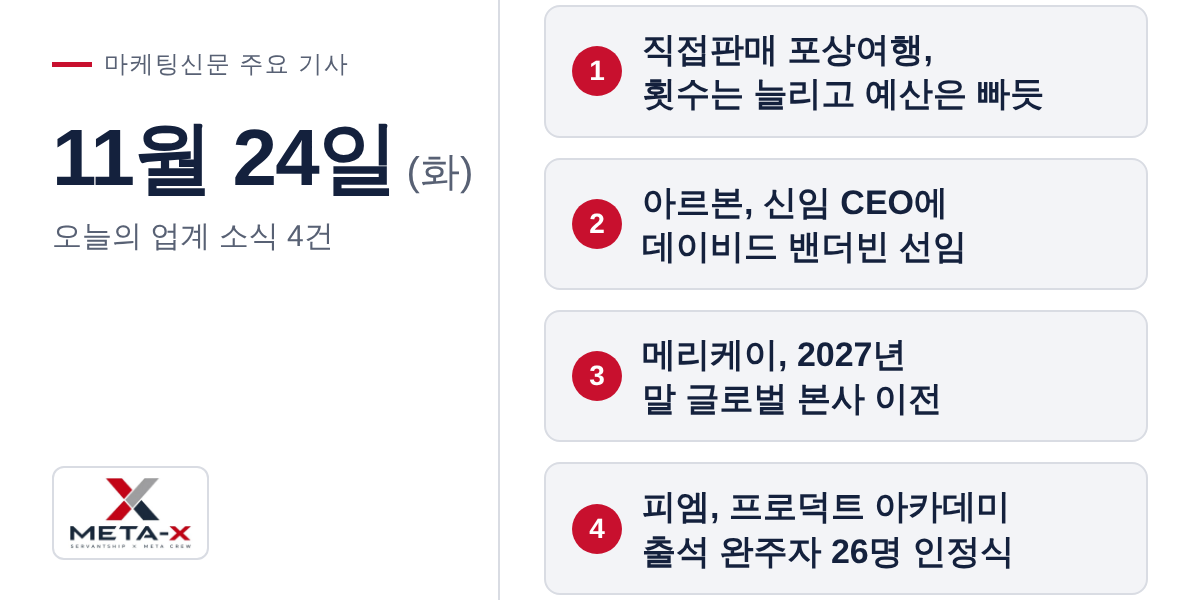 마케팅신문 주요 기사
11월 24일 (화)
오늘의 업계 소식 4건
META-X
SERVANTSHIP × META CREW
1
직접판매 포상여행,
횟수는 늘리고 예산은 빠듯
2
아르본, 신임 CEO에
데이비드 밴더빈 선임
3
메리케이, 2027년
말 글로벌 본사 이전
4
피엠, 프로덕트 아카데미
출석 완주자 26명 인정식